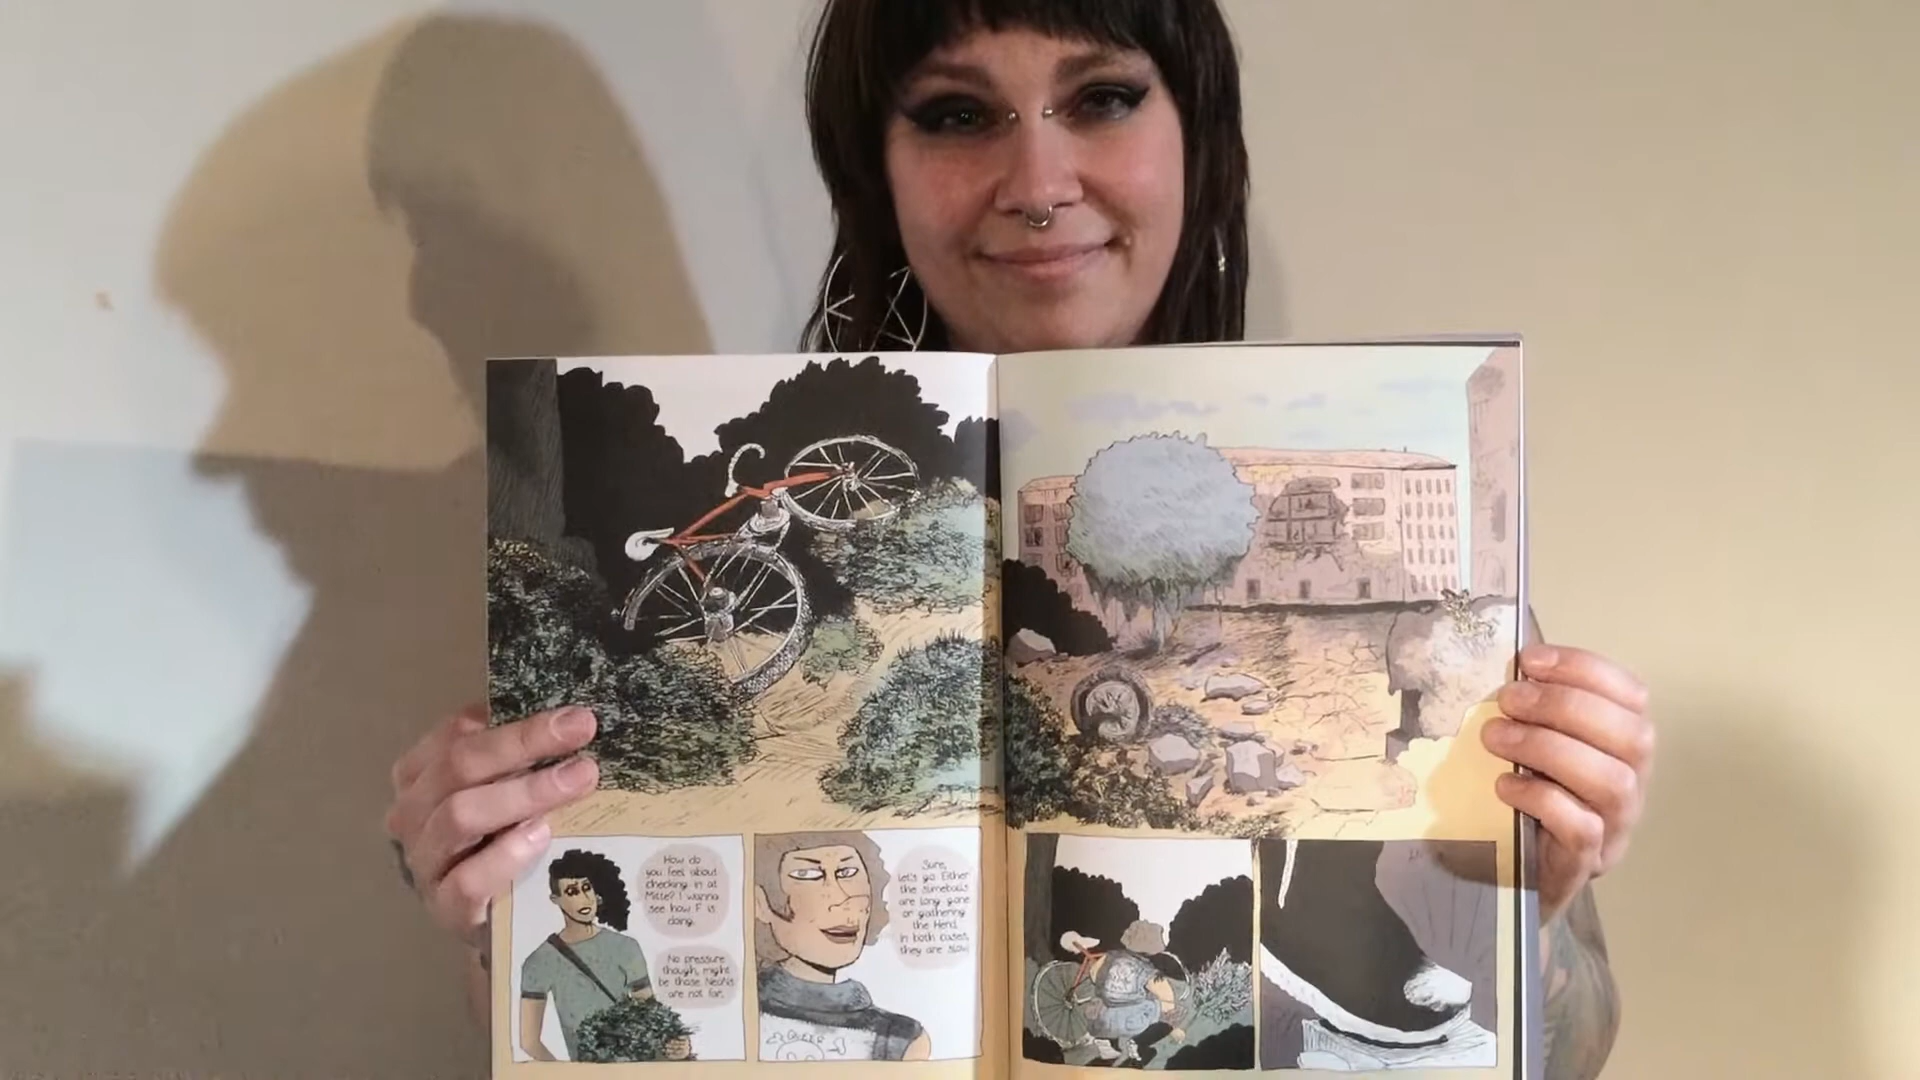 How do
you feel about
checking in at
Mitte? I wanna
see how F is
doing.
No pressure
though, might
be those Neons
are not far.
Sure,
let's go. Either
the slimeballs
are long gone
or gathering
the Herd.
in both cases,
they are slow